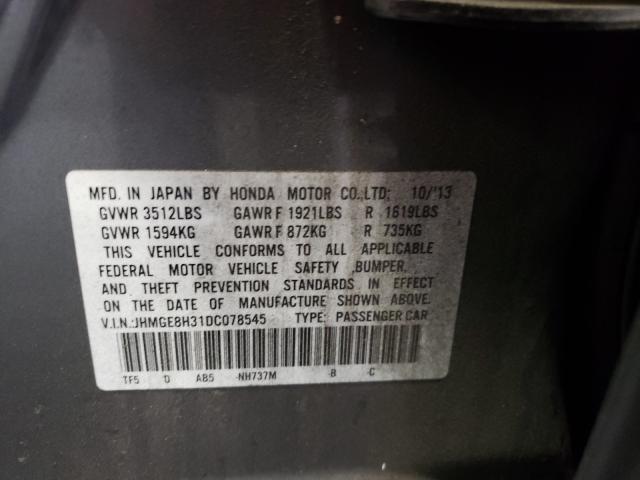 MFD. IN JAPAN BY HONDA MOTOR CO.,LTD; 10/'13
GVWR 3512LBS GAWR F 1921LBS R 1619LBS
GVWR 1594KG GAWR F 872KG R 735KG
THIS VEHICLE CONFORMS TO ALL APPLICABLE
FEDERAL MOTOR VEHICLE SAFETY ,BUMPER,
AND THEFT PREVENTION STANDARDS IN EFFECT
ON THE DATE OF MANUFACTURE SHOWN ABOVE.
V.I.N.:JHMGE8H31DC078545 TYPE: PASSENGER CAR
TF5 D AB5 -NH737M -B -C